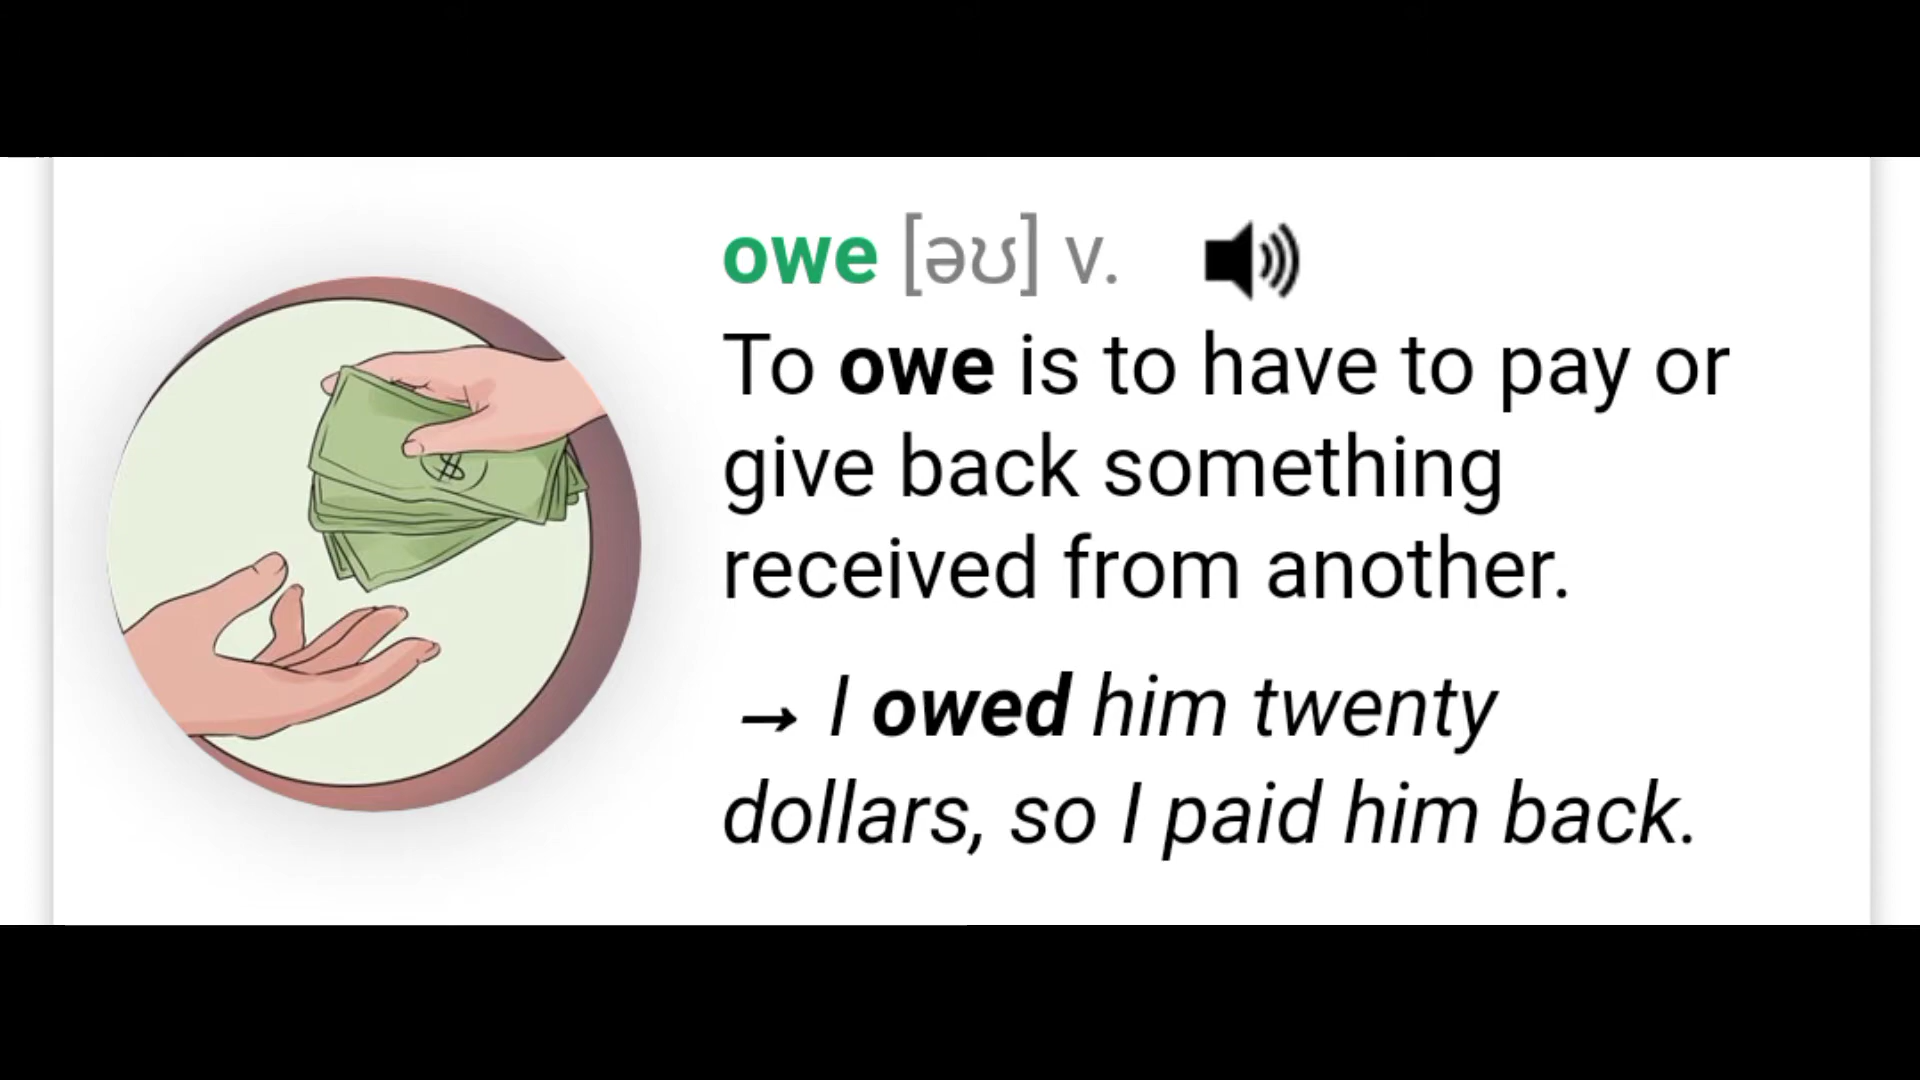 owe [əʊ] v.
To owe is to have to pay or
give back something
received from another.
→ I owed him twenty
dollars, so I paid him back.